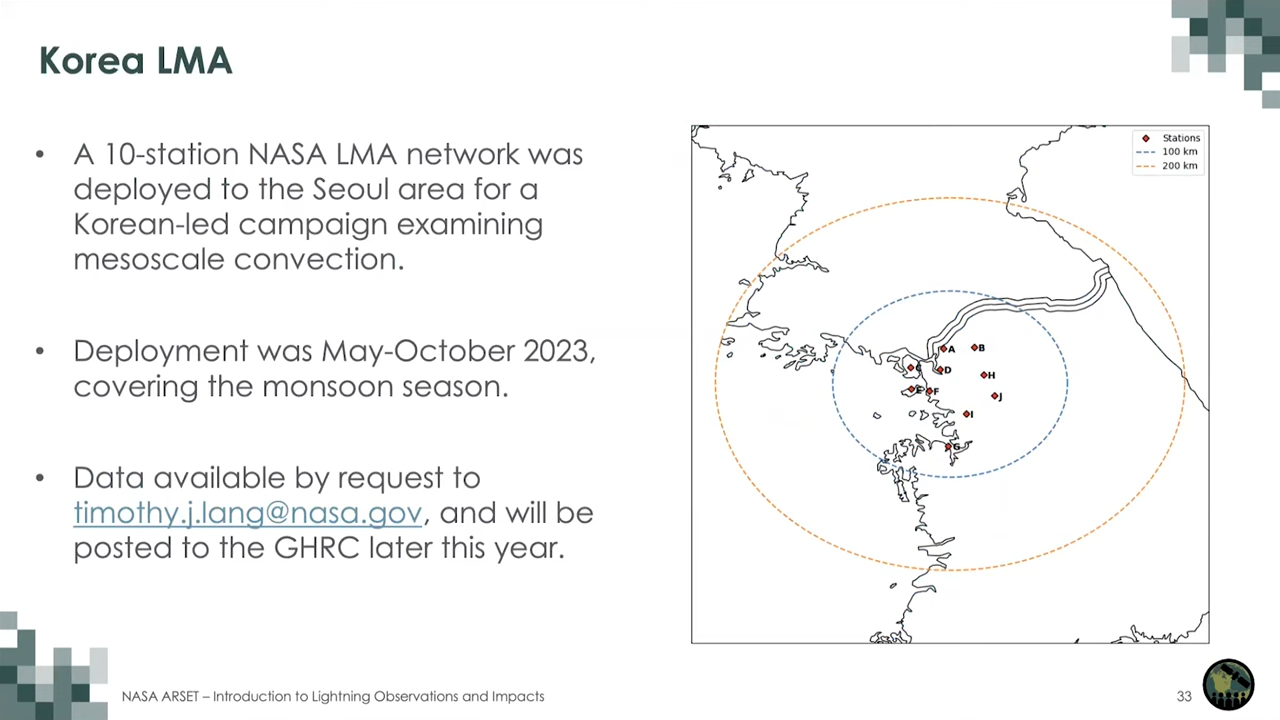 Korea LMA
• A 10-station NASA LMA network was
deployed to the Seoul area for a
Korean-led campaign examining
mesoscale convection.
• Deployment was May-October 2023,
covering the monsoon season.
• Data available by request to
timothy.j.lang@nasa.gov, and will be
posted to the GHRC later this year.
Stations
100 km
200 km
A
B
C
D
H
E
F
J
I
G
NASA ARSET – Introduction to Lightning Observations and Impacts
33